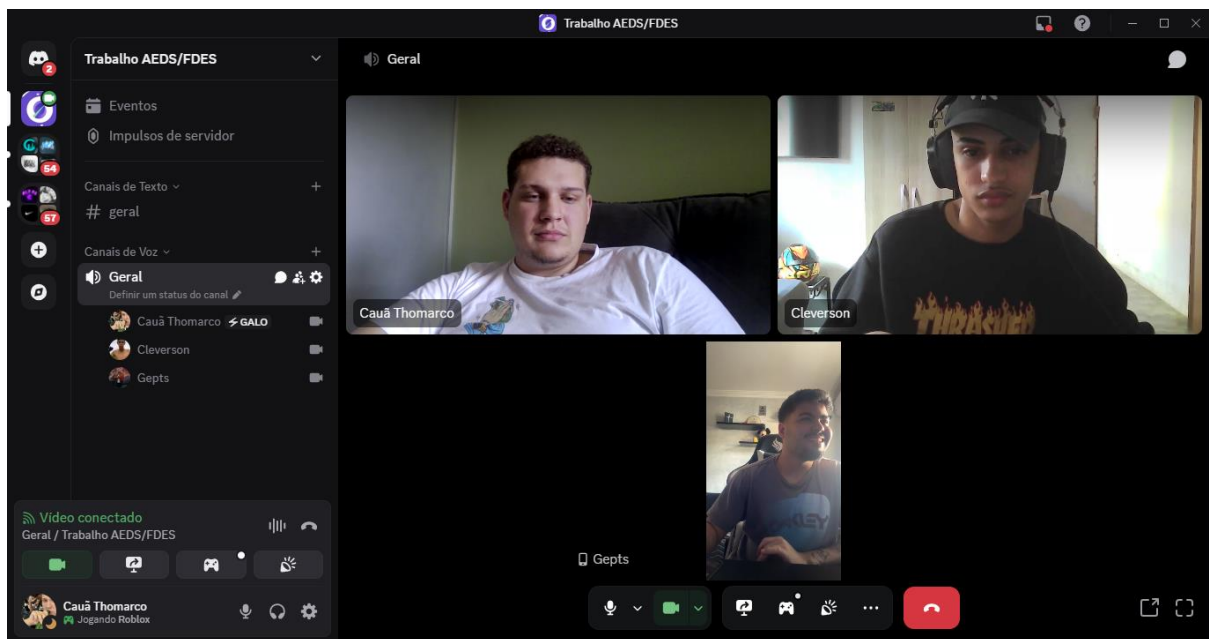 Trabalho AEDS/FDES
2
Trabalho AEDS/FDES
Geral
Eventos
Impulsos de servidor
54
Canais de Texto
57
geral
Canais de Voz
Geral
Definir um status do canal
Cauã Thomarco GALO
Cleverson
Gepts
Cauã Thomarco
Cleverson
THRASHER
Gepts
Vídeo conectado
Geral / Trabalho AEDS/FDES
Cauã Thomarco
Jogando Roblox